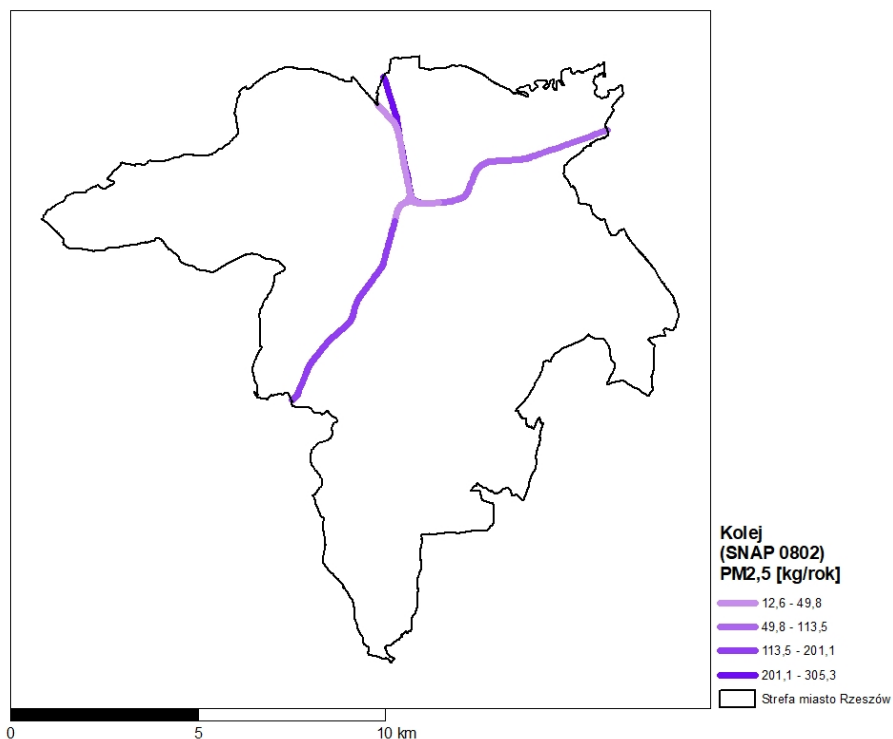 Kolej
(SNAP 0802)
PM2,5 [kg/rok]
12,6 - 49,8
49,8 - 113,5
113,5 - 201,1
201,1 - 305,3
Strefa miasto Rzeszów
0 5 10 km